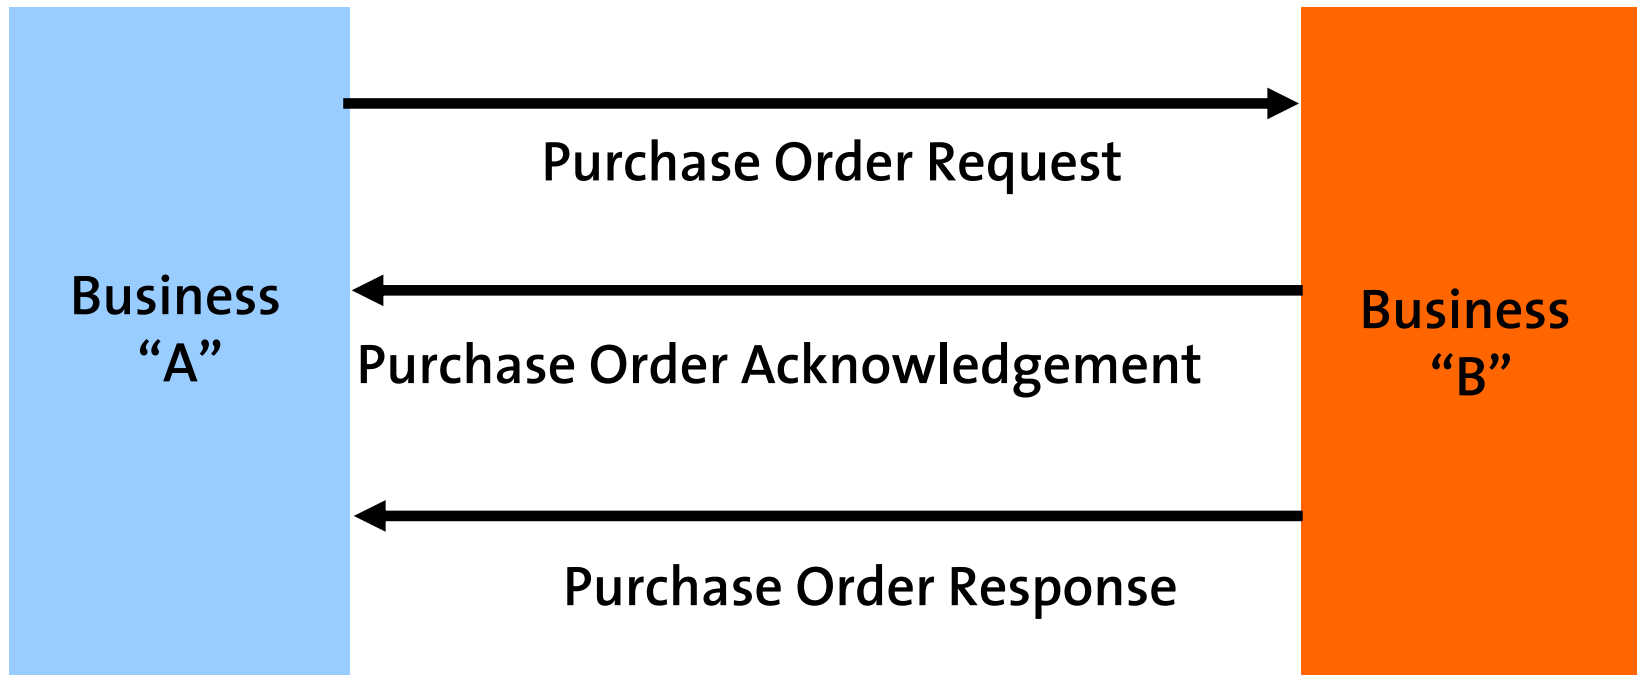 Purchase Order Request
Business
“A”
Purchase Order Acknowledgement
Business
“B”
Purchase Order Response